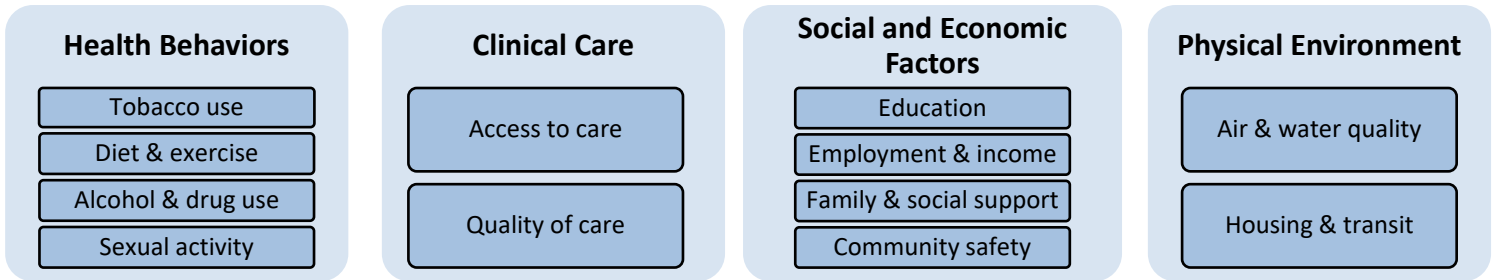 Health Behaviors
Tobacco use
Diet & exercise
Alcohol & drug use
Sexual activity
Clinical Care
Access to care
Quality of care
Social and Economic
Factors
Education
Employment & income
Family & social support
Community safety
Physical Environment
Air & water quality
Housing & transit